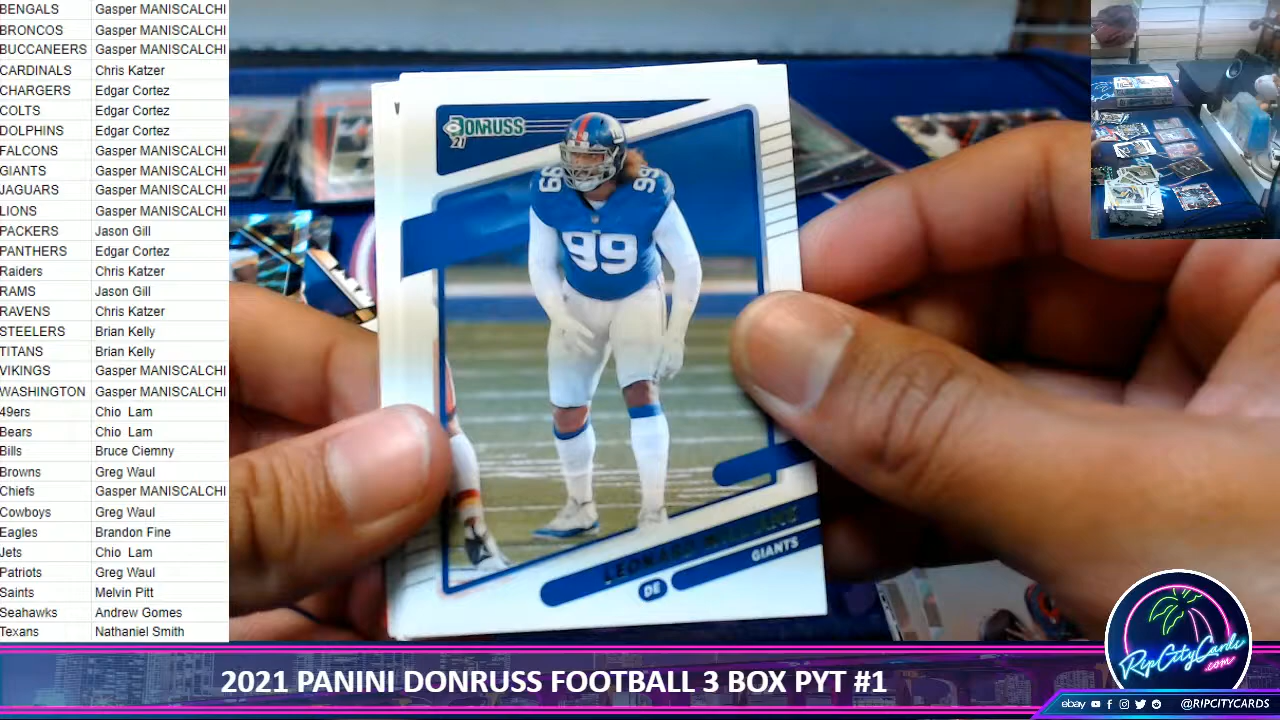 BENGALS Gasper MANISCALCHI
BRONCOS Gasper MANISCALCHI
BUCCANEERS Gasper MANISCALCHI
CARDINALS Chris Katzer
CHARGERS Edgar Cortez
COLTS Edgar Cortez
DOLPHINS Edgar Cortez
FALCONS Gasper MANISCALCHI
GIANTS Gasper MANISCALCHI
JAGUARS Gasper MANISCALCHI
LIONS Gasper MANISCALCHI
PACKERS Jason Gill
PANTHERS Edgar Cortez
Raiders Chris Katzer
RAMS Jason Gill
RAVENS Chris Katzer
STEELERS Brian Kelly
TITANS Brian Kelly
VIKINGS Gasper MANISCALCHI
WASHINGTON Gasper MANISCALCHI
49ers Chio Lam
Bears Chio Lam
Bills Bruce Ciemny
Browns Greg Waul
Chiefs Gasper MANISCALCHI
Cowboys Greg Waul
Eagles Brandon Fine
Jets Chio Lam
Patriots Greg Waul
Saints Melvin Pitt
Seahawks Andrew Gomes
Texans Nathaniel Smith
DONRUSS
21
99 99
99
LEONARD WILLIAMS
DE GIANTS
RipCityCards
.com
2021 PANINI DONRUSS FOOTBALL 3 BOX PYT #1
ebay @RIPCITYCARDS